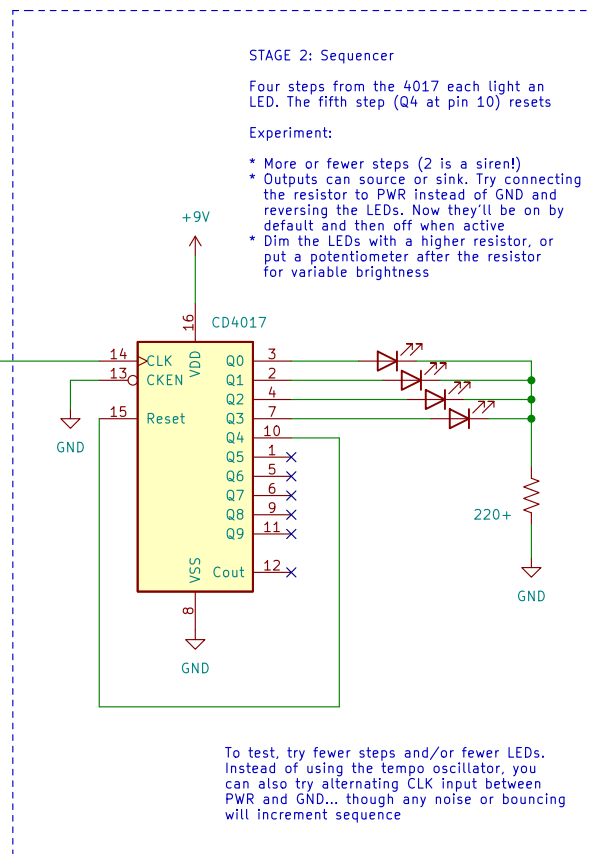 STAGE 2: Sequencer
Four steps from the 4017 each light an
LED. The fifth step (Q4 at pin 10) resets
Experiment:
* More or fewer steps (2 is a siren!)
* Outputs can source or sink. Try connecting
the resistor to PWR instead of GND and
reversing the LEDs. Now they'll be on by
default and then off when active
* Dim the LEDs with a higher resistor, or
put a potentiometer after the resistor
for variable brightness
+9V
16
CD4017
VDD
14 CLK Q0 3
13 CKEN Q1 2
Q2 4
15 Reset Q3 7
GND
Q4 10
Q5 1
Q6 5
Q7 6
Q8 9
220+
Q9 11
VSS
Cout 12
GND
8
GND
To test, try fewer steps and/or fewer LEDs.
Instead of using the tempo oscillator, you
can also try alternating CLK input between
PWR and GND... though any noise or bouncing
will increment sequence